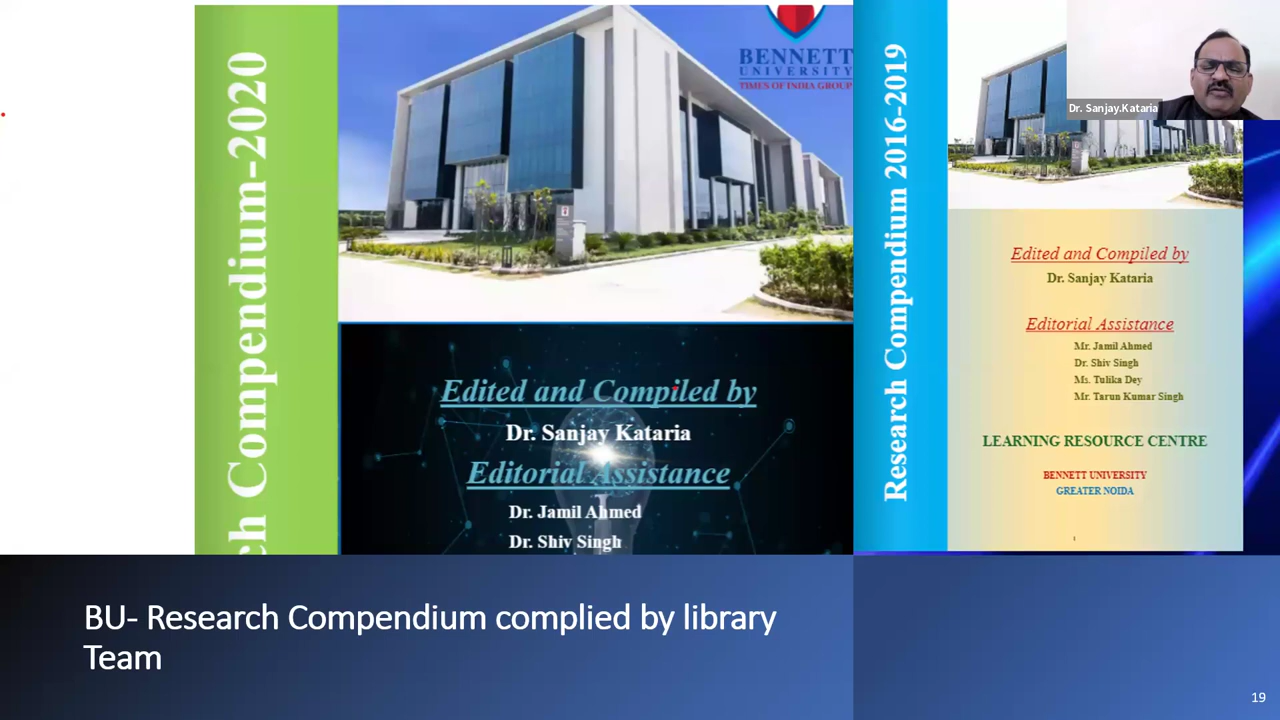 ch Compendium-2020
BENNETT
UNIVERSITY
TIMES OF INDIA GROUP
Edited and Compiled by
Dr. Sanjay Kataria
Editorial Assistance
Dr. Jamil Ahmed
Dr. Shiv Singh
Research Compendium 2016-2019
Dr. Sanjay.Kataria
Edited and Compiled by
Dr. Sanjay Kataria
Editorial Assistance
Mr. Jamil Ahmed
Dr. Shiv Singh
Ms. Tulika Dey
Mr. Tarun Kumar Singh
LEARNING RESOURCE CENTRE
BENNETT UNIVERSITY
GREATER NOIDA
1
BU- Research Compendium complied by library
Team
19